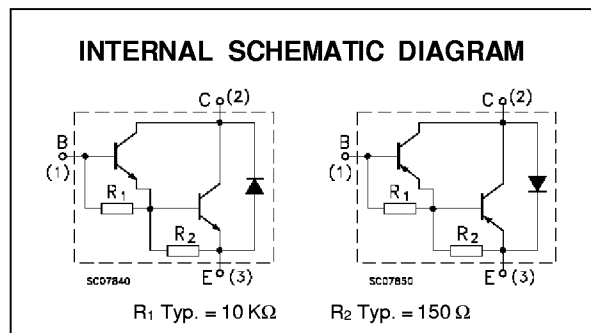 INTERNAL SCHEMATIC DIAGRAM
C (2)
B
(1)
R1
R2
E (3)
SC07840
C (2)
B
(1)
R1
R2
E (3)
SC07850
R1 Typ. = 10 KΩ R2 Typ. = 150 Ω